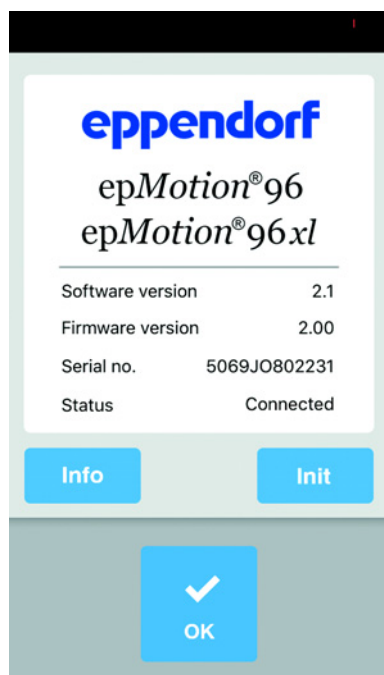 eppendorf
epMotion®96
epMotion®96xl
Software version 2.1
Firmware version 2.00
Serial no. 5069JO802231
Status Connected
Info Init
OK